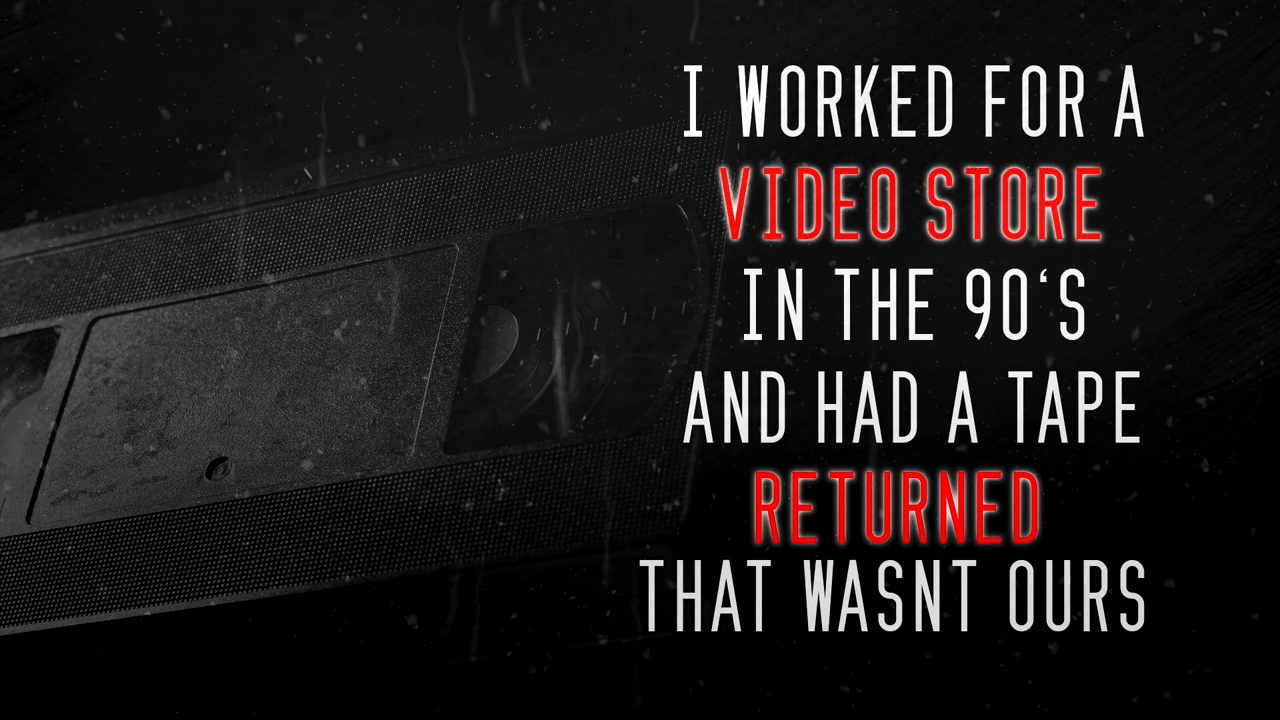 I WORKED FOR A
VIDEO STORE
IN THE 90‘S
AND HAD A TAPE
RETURNED
THAT WASNT OURS